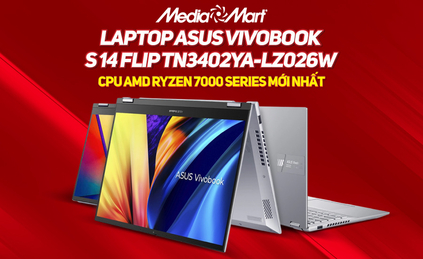 MediaMart
LAPTOP ASUS VIVOBOOK
S 14 FLIP TN3402YA-LZ026W
CPU AMD RYZEN 7000 SERIES MỚI NHẤT
ASUS Vivobook